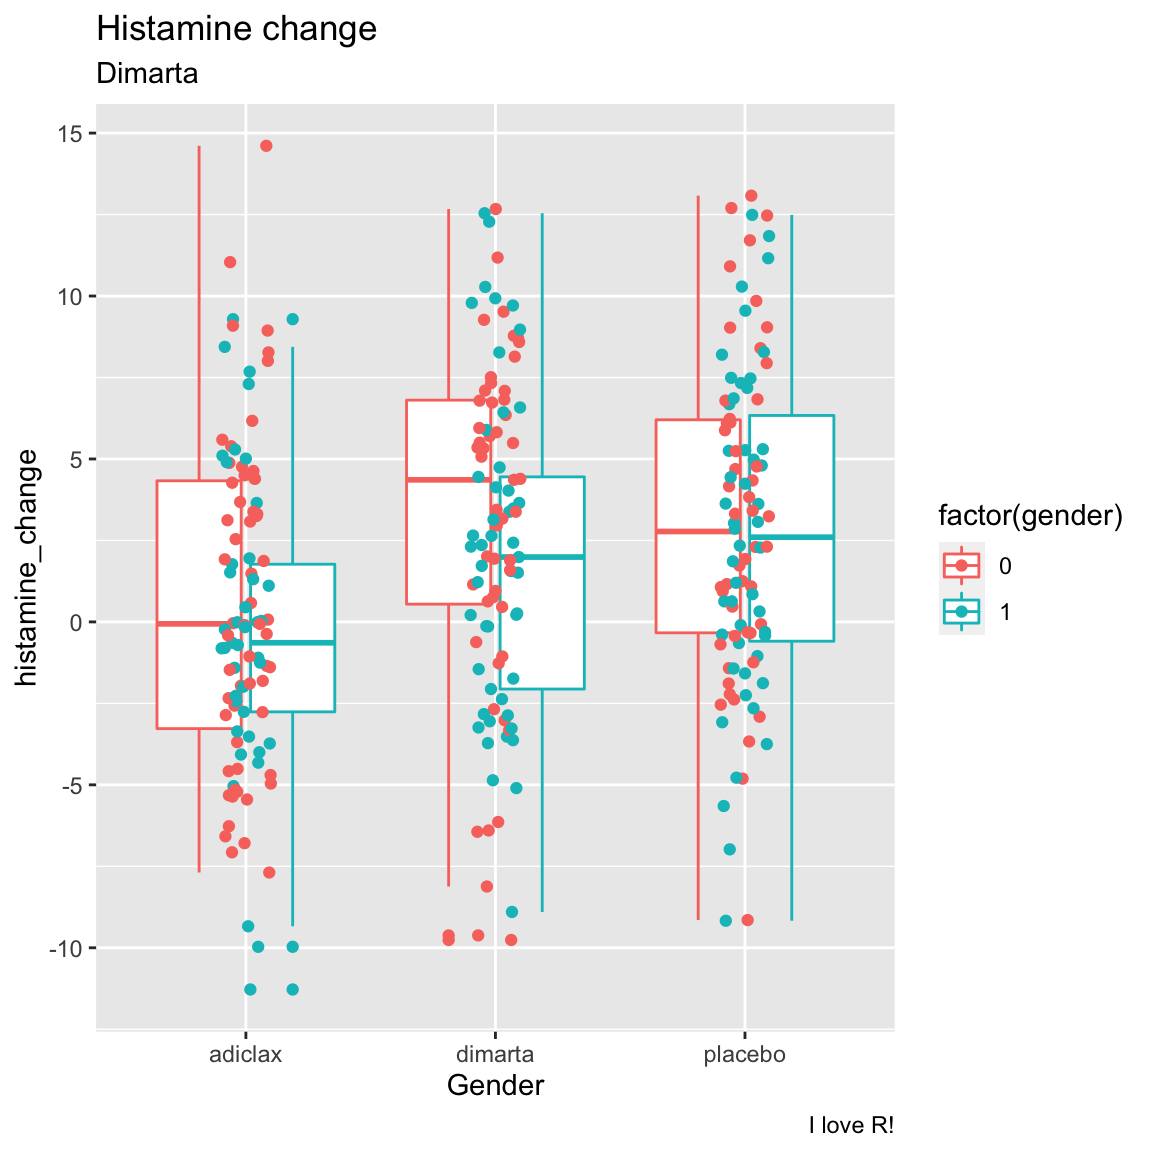 Histamine change
Dimarta
15
10
5
0
-5
-10
histamine_change
adiclax
dimarta
placebo
Gender
factor(gender)
0
1
I love R!